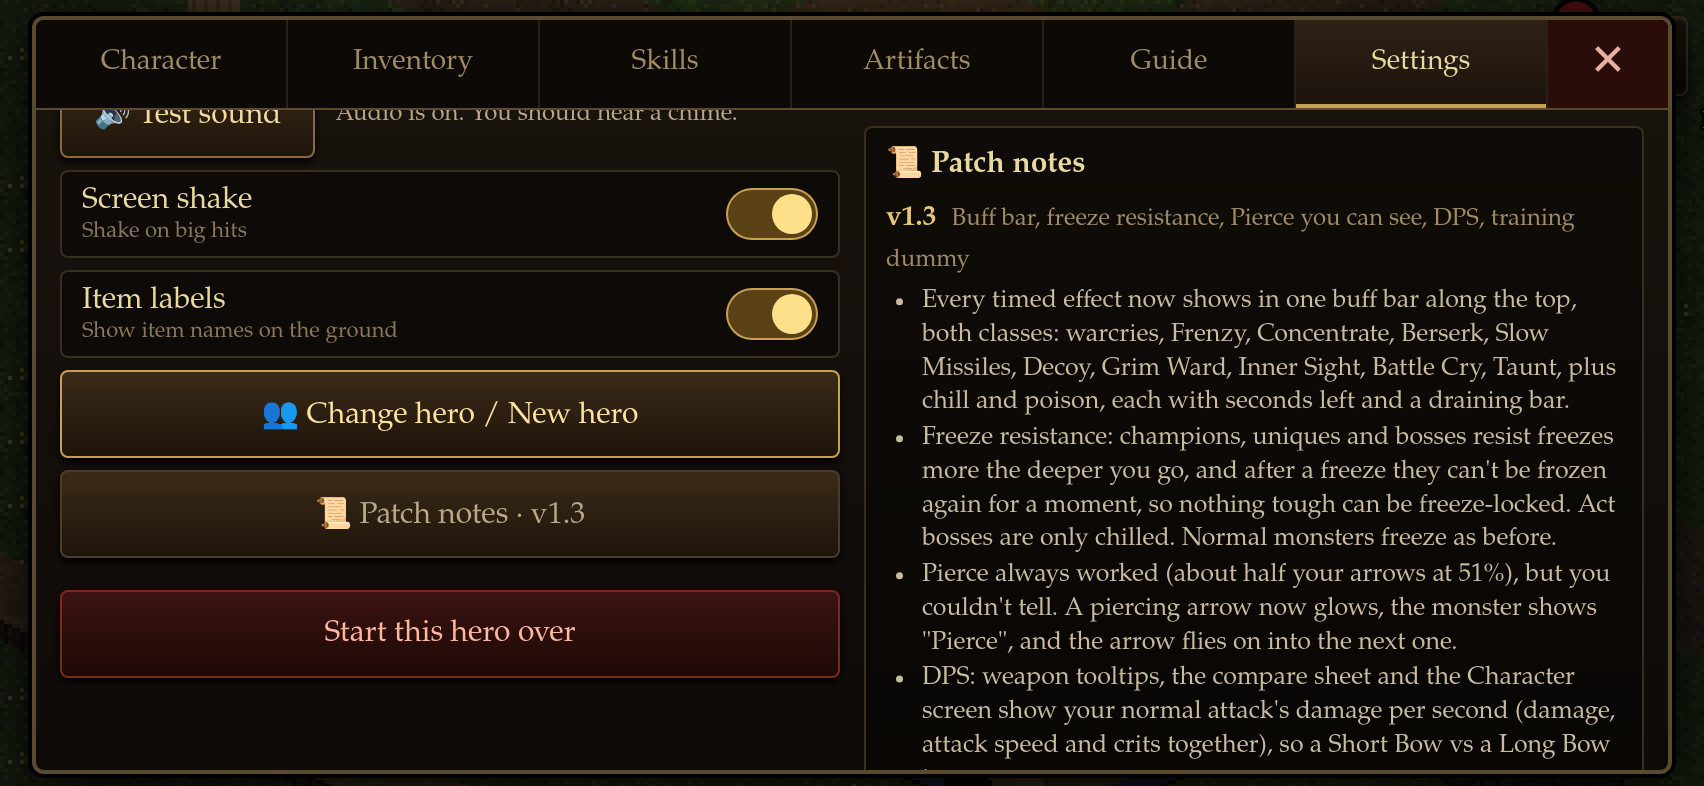 Character
Inventory
Skills
Artifacts
Guide
Settings
✕
🔊 Test sound
Audio is on. You should hear a chime.
Screen shake
Shake on big hits
Item labels
Show item names on the ground
👥 Change hero / New hero
📜 Patch notes · v1.3
Start this hero over
📜 Patch notes
v1.3 Buff bar, freeze resistance, Pierce you can see, DPS, training
dummy
• Every timed effect now shows in one buff bar along the top,
both classes: warcries, Frenzy, Concentrate, Berserk, Slow
Missiles, Decoy, Grim Ward, Inner Sight, Battle Cry, Taunt, plus
chill and poison, each with seconds left and a draining bar.
• Freeze resistance: champions, uniques and bosses resist freezes
more the deeper you go, and after a freeze they can't be frozen
again for a moment, so nothing tough can be freeze-locked. Act
bosses are only chilled. Normal monsters freeze as before.
• Pierce always worked (about half your arrows at 51%), but you
couldn't tell. A piercing arrow now glows, the monster shows
"Pierce", and the arrow flies on into the next one.
• DPS: weapon tooltips, the compare sheet and the Character
screen show your normal attack's damage per second (damage,
attack speed and crits together), so a Short Bow vs a Long Bow